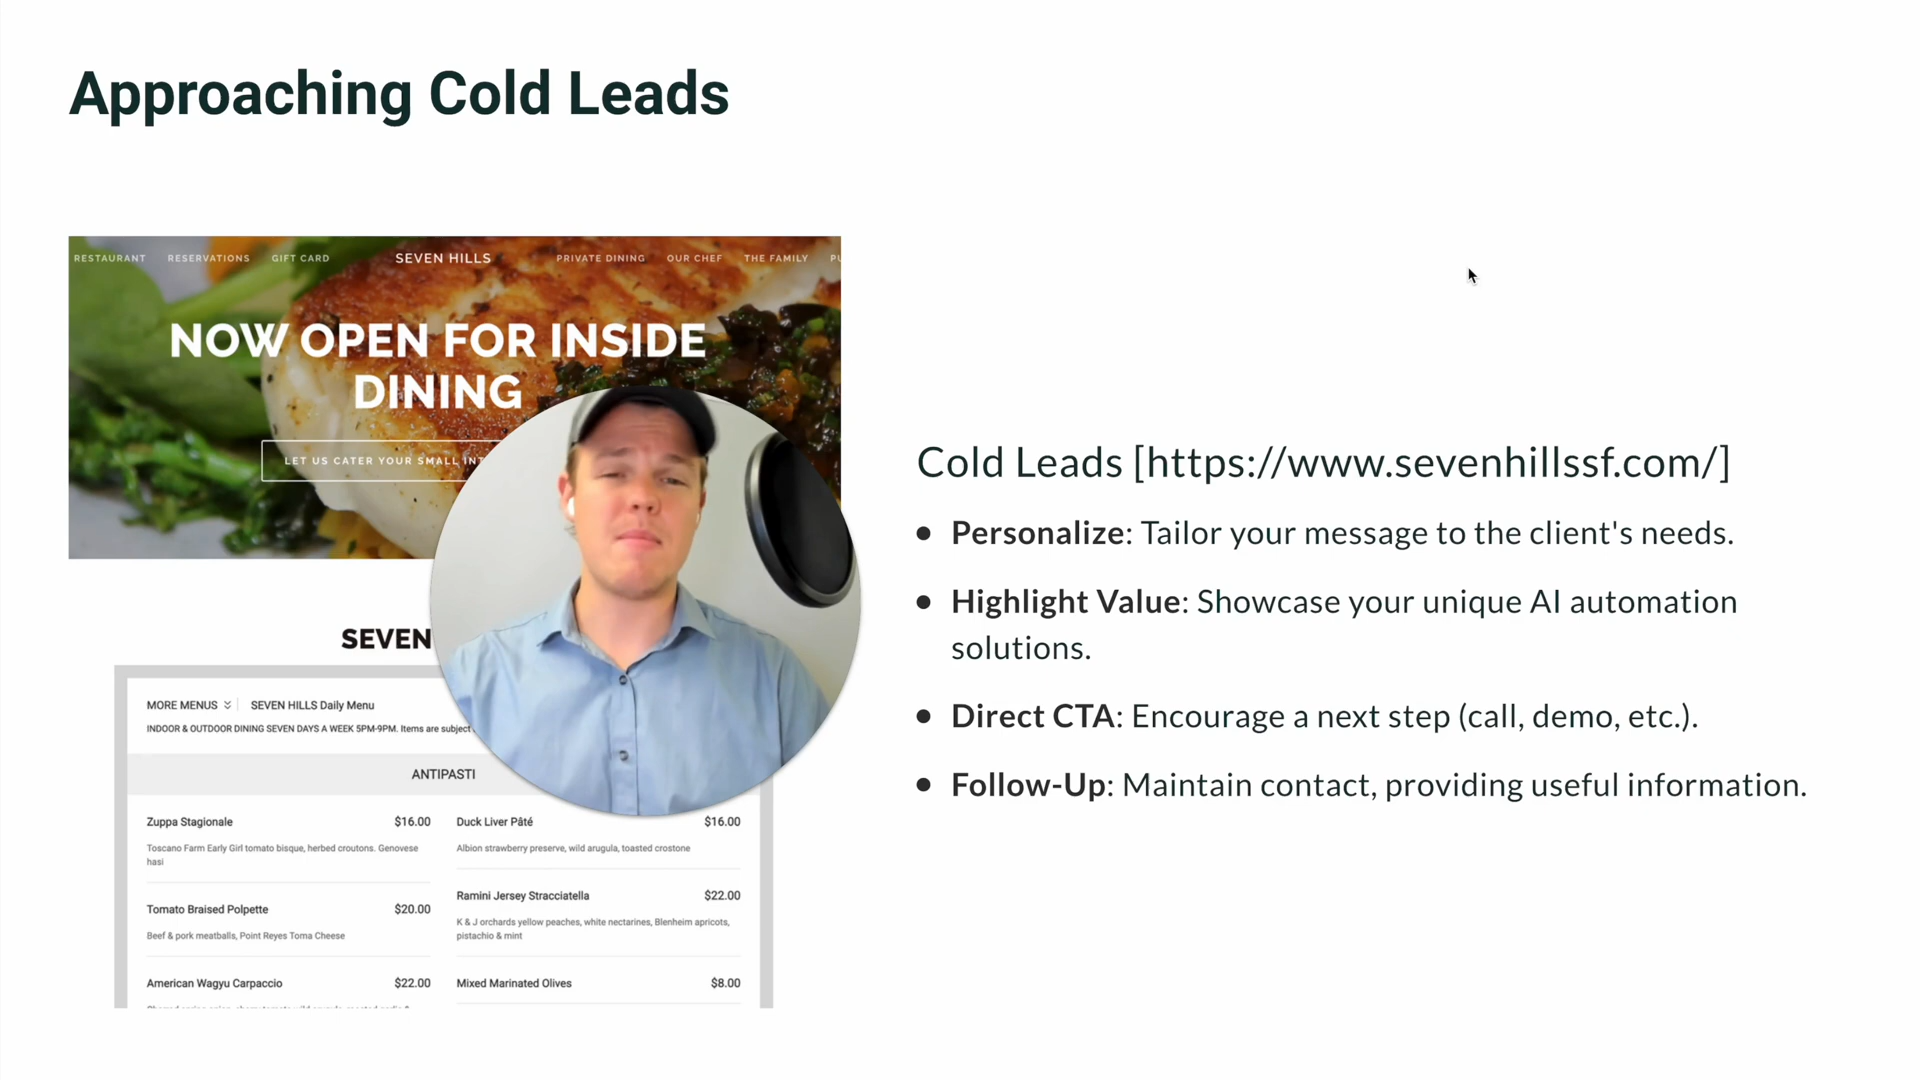 Approaching Cold Leads
RESTAURANT RESERVATIONS GIFT CARD SEVEN HILLS PRIVATE DINING OUR CHEF THE FAMILY
NOW OPEN FOR INSIDE
DINING
LET US CATER YOUR SMALL
SEVEN
MORE MENUS SEVEN HILLS Daily Menu
INDOOR & OUTDOOR DINING SEVEN DAYS A WEEK 5PM-9PM. Items are subject
ANTIPASTI
Zuppa Stagionale $16.00
Toscano Farm Early Girl tomato bisque, herbed croutons. Genovese
hasi
Tomato Braised Polpette $20.00
Beef & pork meatballs, Point Reyes Toma Cheese
American Wagyu Carpaccio $22.00
Duck Liver Pâté $16.00
Albion strawberry preserve, wild arugula, toasted crostone
Ramini Jersey Stracciatella $22.00
K & J orchards yellow peaches, white nectarines, Blenheim apricots,
pistachio & mint
Mixed Marinated Olives $8.00
Cold Leads [https://www.sevenhillssf.com/]
• Personalize: Tailor your message to the client's needs.
• Highlight Value: Showcase your unique AI automation
solutions.
• Direct CTA: Encourage a next step (call, demo, etc.).
• Follow-Up: Maintain contact, providing useful information.